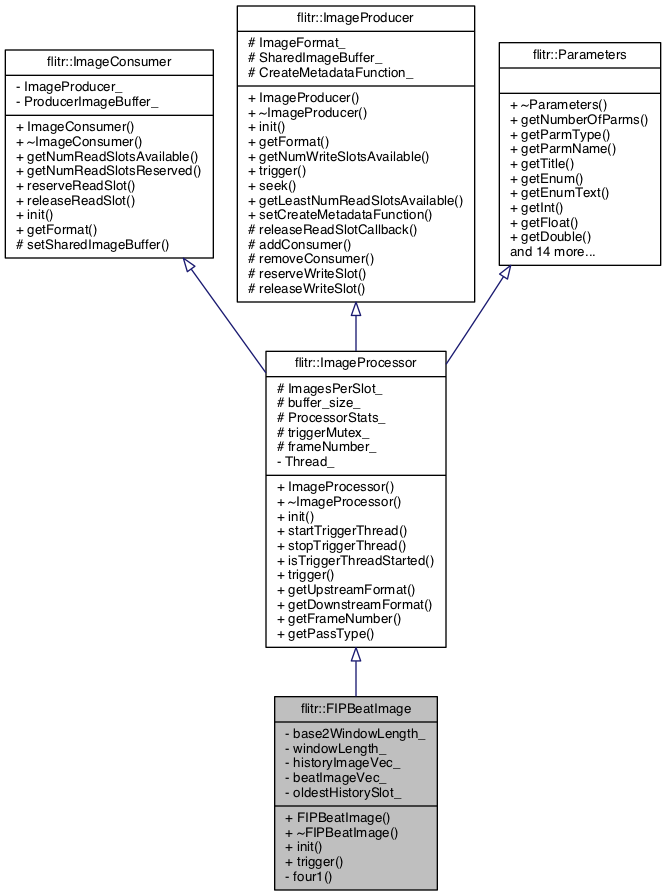 flitr::ImageConsumer
- ImageProducer_
- ProducerImageBuffer_
+ ImageConsumer()
+ ~ImageConsumer()
+ getNumReadSlotsAvailable()
+ getNumReadSlotsReserved()
+ reserveReadSlot()
+ releaseReadSlot()
+ init()
+ getFormat()
# setSharedImageBuffer()
flitr::ImageProducer
# ImageFormat_
# SharedImageBuffer_
# CreateMetadataFunction_
+ ImageProducer()
+ ~ImageProducer()
+ init()
+ getFormat()
+ getNumWriteSlotsAvailable()
+ trigger()
+ seek()
+ getLeastNumReadSlotsAvailable()
+ setCreateMetadataFunction()
# releaseReadSlotCallback()
# addConsumer()
# removeConsumer()
# reserveWriteSlot()
# releaseWriteSlot()
flitr::Parameters
+ ~Parameters()
+ getNumberOfParms()
+ getParmType()
+ getParmName()
+ getTitle()
+ getEnum()
+ getEnumText()
+ getInt()
+ getFloat()
+ getDouble()
and 14 more...
flitr::ImageProcessor
# ImagesPerSlot_
# buffer_size_
# ProcessorStats_
# triggerMutex_
# frameNumber_
- Thread_
+ ImageProcessor()
+ ~ImageProcessor()
+ init()
+ startTriggerThread()
+ stopTriggerThread()
+ isTriggerThreadStarted()
+ trigger()
+ getUpstreamFormat()
+ getDownstreamFormat()
+ getFrameNumber()
+ getPassType()
flitr::FIPBeatImage
- base2WindowLength_
- windowLength_
- historyImageVec_
- beatImageVec_
- oldestHistorySlot_
+ FIPBeatImage()
+ ~FIPBeatImage()
+ init()
+ trigger()
- four1()